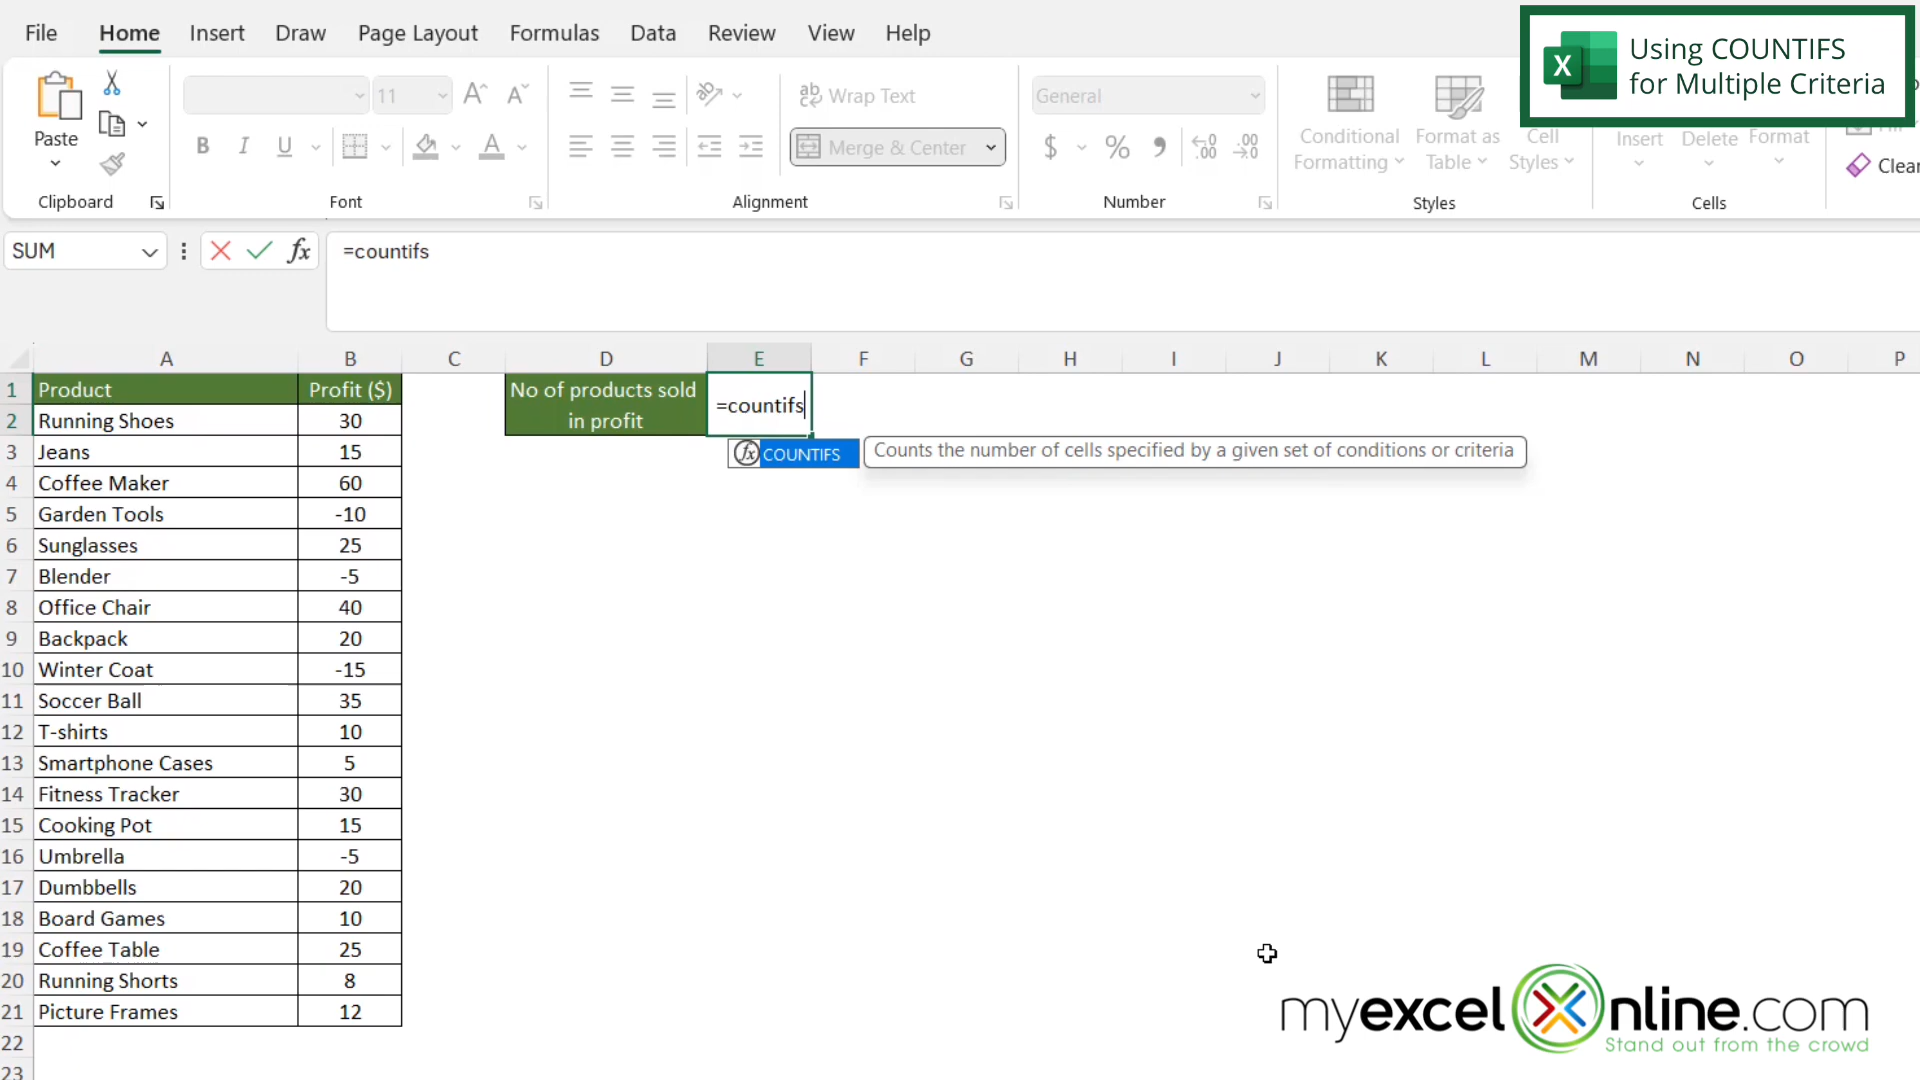 File Home Insert Draw Page Layout Formulas Data Review View Help
Using COUNTIFS
for Multiple Criteria
Paste
11
ab
c
Wrap Text
General
B I U
A
Merge & Center
$ % 9
.00
.00
Conditional
Formatting
Format as
Table
Cell
Styles
Insert Delete Format
Clear
Clipboard Font Alignment Number Styles Cells
SUM
fx
=countifs
A B C D E F G H I J K L M N O P
1 Product Profit ($)
No of products sold
in profit
=countifs
fx COUNTIFS
Counts the number of cells specified by a given set of conditions or criteria
2 Running Shoes 30
3 Jeans 15
4 Coffee Maker 60
5 Garden Tools -10
6 Sunglasses 25
7 Blender -5
8 Office Chair 40
9 Backpack 20
10 Winter Coat -15
11 Soccer Ball 35
12 T-shirts 10
13 Smartphone Cases 5
14 Fitness Tracker 30
15 Cooking Pot 15
16 Umbrella -5
17 Dumbbells 20
18 Board Games 10
19 Coffee Table 25
20 Running Shorts 8
21 Picture Frames 12
22
23
myexcelonline.com
Stand out from the crowd